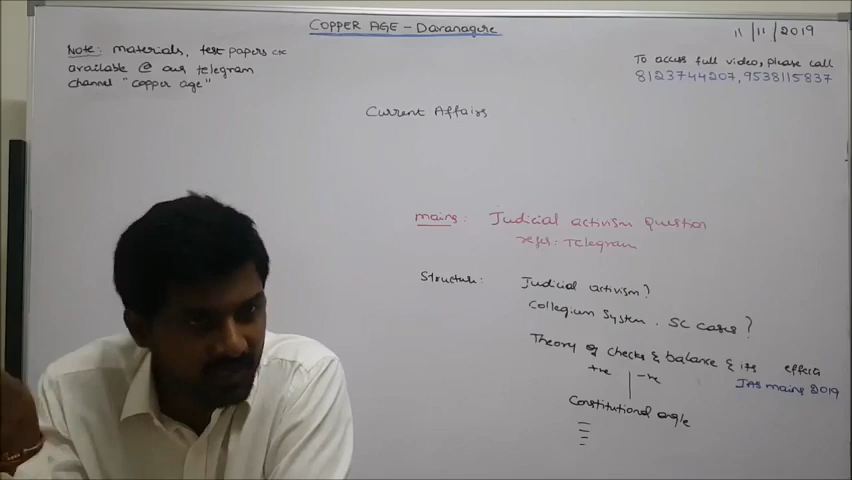 COPPER AGE - Davanagere
11/11/2019
Note: materials, test papers etc
available @ our telegram
channel "copper age"
To access full video, please call
8123744207, 9538115837
Current Affairs
mains: Judicial activism Question
refer: Telegram
Structure: Judicial activism?
Collegium System. SC cases?
Theory of checks & balance & its effects
+ve | -ve
IAS mains 2019
Constitutional angle